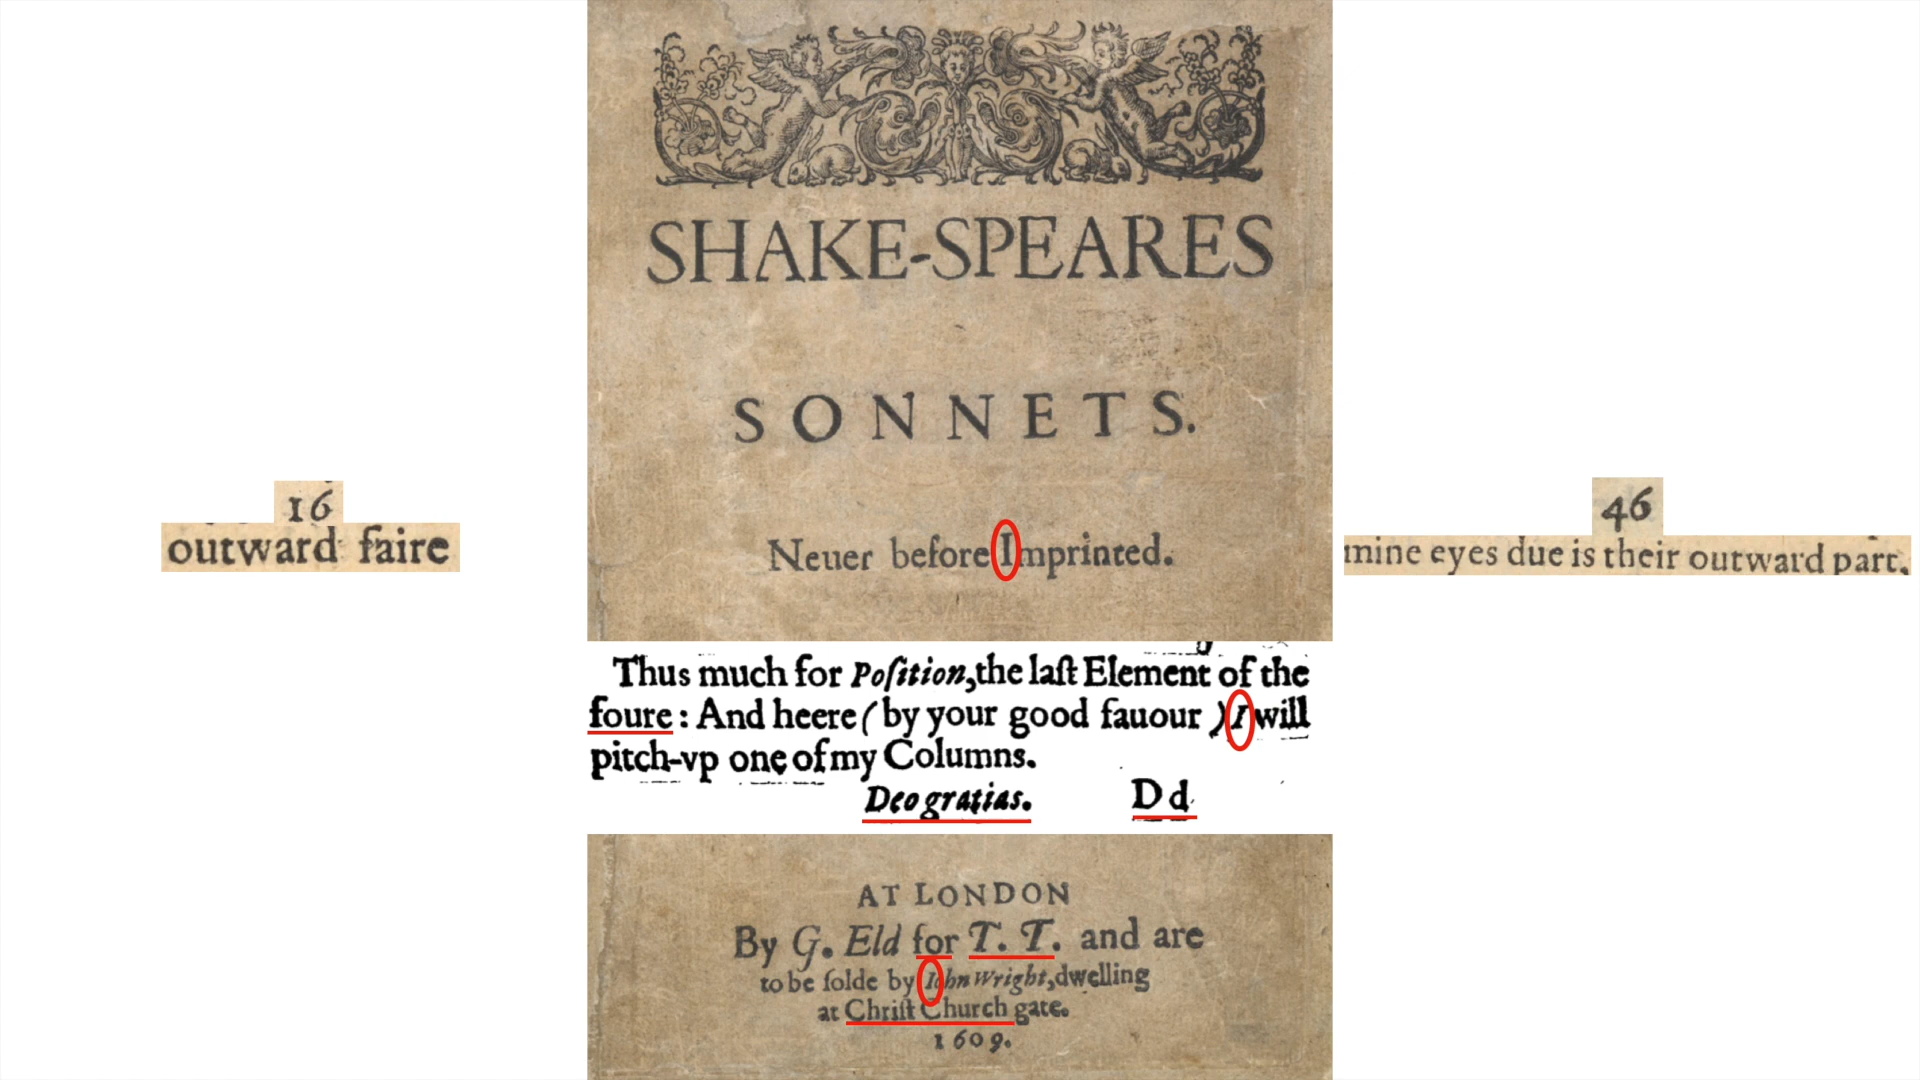 SHAKE-SPEARES
SONNETS.
Neuer before Imprinted.
16
outward faire
46
mine eyes due is their outward part,
Thus much for Poſition, the laſt Element of the
foure: And heere (by your good fauour ) I will
pitch-vp one of my Columns.
Deo gratias. D d
AT LONDON
By G. Eld for T. T. and are
to be ſolde by Iohn Wright, dwelling
at Chriſt Church gate.
1609.